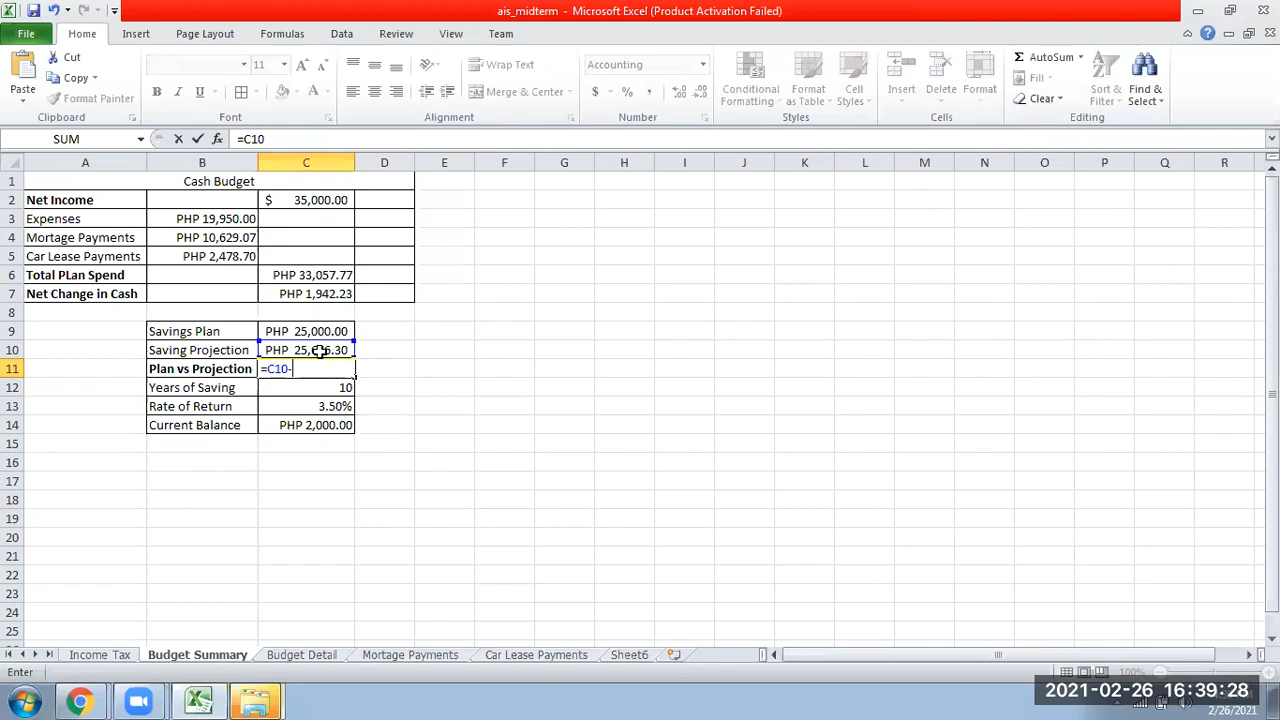 ais_midterm - Microsoft Excel (Product Activation Failed)
File Home Insert Page Layout Formulas Data Review View Team
Paste Cut Copy Format Painter
Clipboard
11
B I U A A
Font
Wrap Text
Merge & Center
Alignment
Accounting
$ % ,
Number
Conditional Formatting
Format as Table
Cell Styles
Styles
Insert Delete Format
Cells
Σ AutoSum
Fill
Clear
Sort & Filter
Find & Select
Editing
SUM fx =C10
A B C D E F G H I J K L M N O P Q R
1 Cash Budget
2 Net Income $ 35,000.00
3 Expenses PHP 19,950.00
4 Mortage Payments PHP 10,629.07
5 Car Lease Payments PHP 2,478.70
6 Total PLan Spend PHP 33,057.77
7 Net Change in Cash PHP 1,942.23
8
9 Savings Plan PHP 25,000.00
10 Saving Projection PHP
11 Plan vs Projection =C10-
12 Years of Saving 10
13 Rate of Return 3.50%
14 Current Balance PHP 2,000.00
15
16
17
18
19
20
21
22
23
24
25
Income Tax Budget Summary Budget Detail Mortgage Payments Car Lease Payments Sheet6
Enter 100%
2021-02-26 16:39:28
2/26/2021